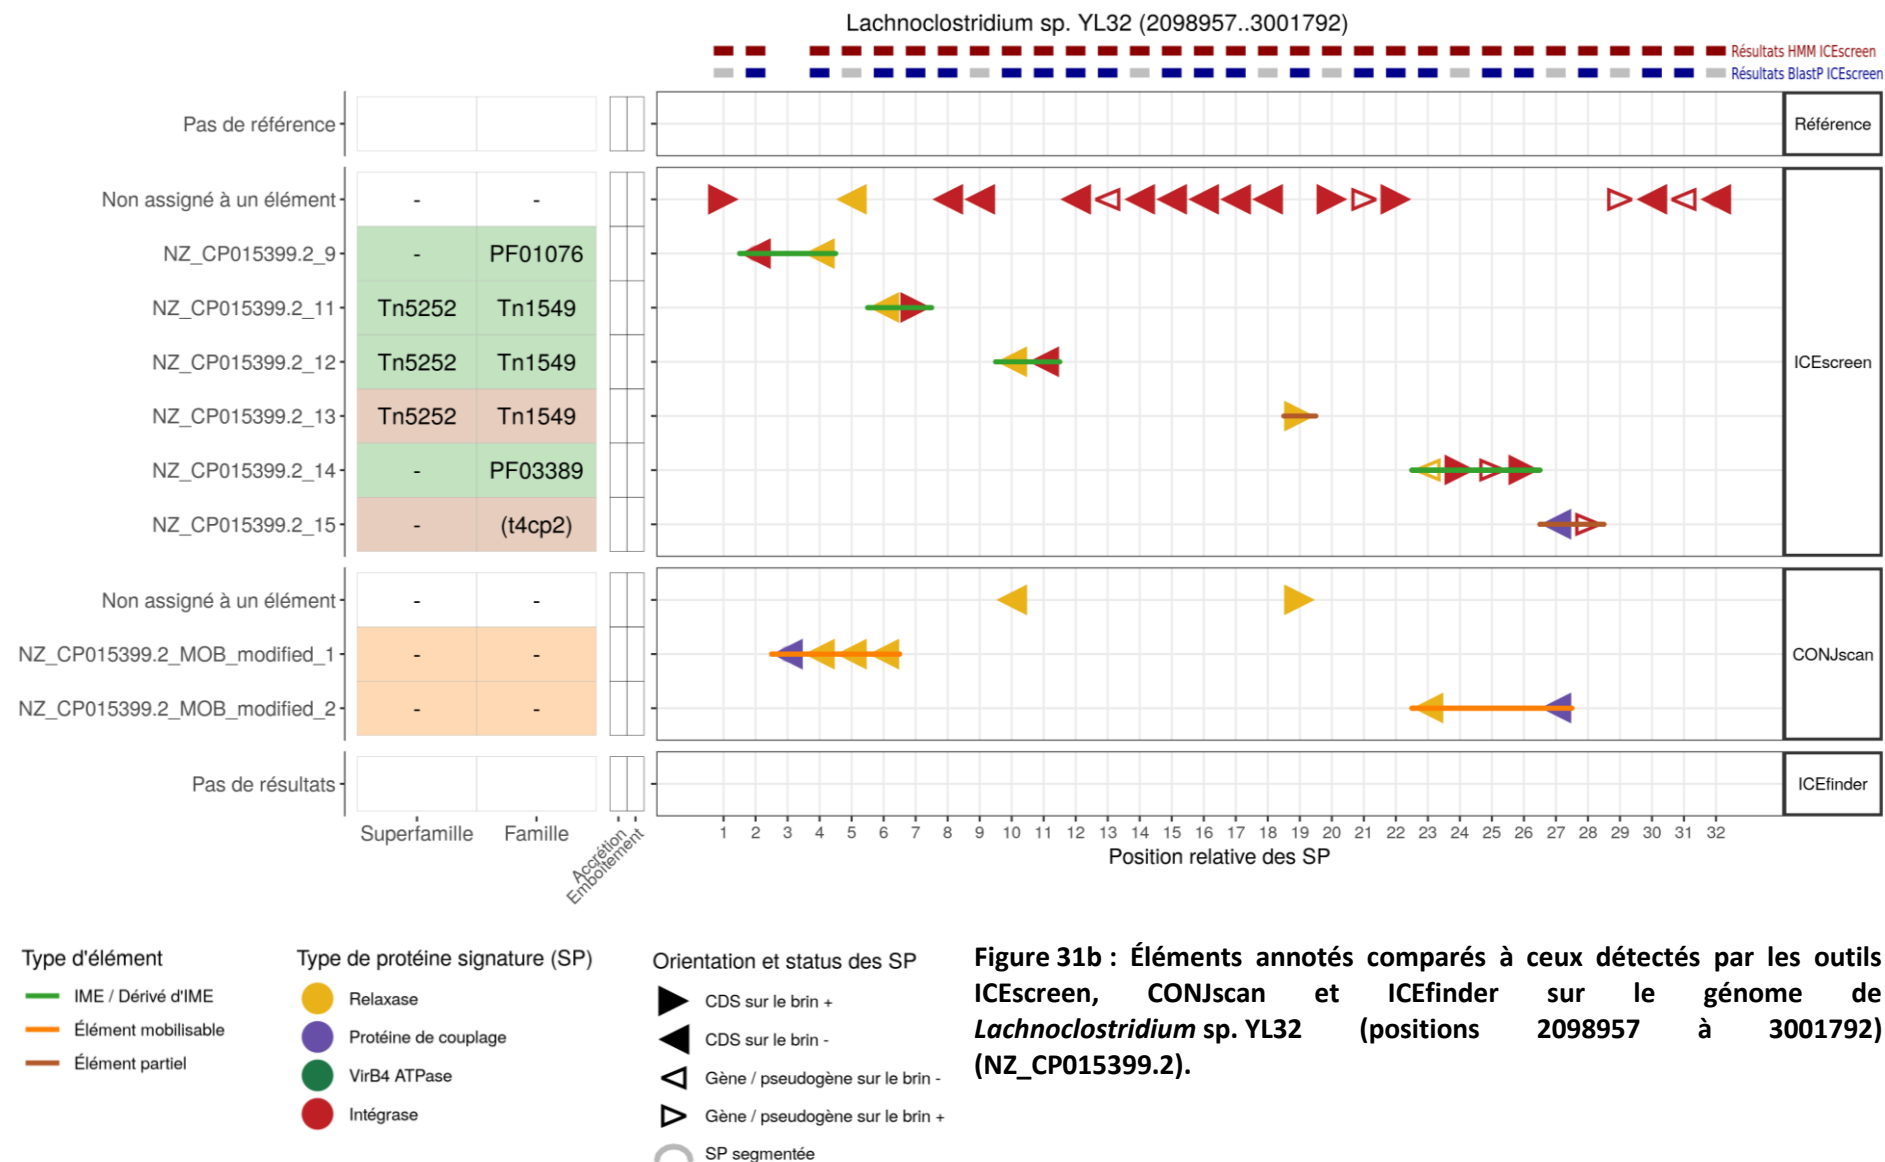 Lachnoclostridium sp. YL32 (2098957..3001792)
Résultats HMM ICEscreen
Résultats BlastP ICEscreen
Pas de référence
Référence
Non assigné à un élément - -
NZ_CP015399.2_9 - PF01076
NZ_CP015399.2_11 Tn5252 Tn1549
NZ_CP015399.2_12 Tn5252 Tn1549
ICEscreen
NZ_CP015399.2_13 Tn5252 Tn1549
NZ_CP015399.2_14 - PF03389
NZ_CP015399.2_15 - (t4cp2)
Non assigné à un élément - -
NZ_CP015399.2_MOB_modified_1 - -
CONJscan
NZ_CP015399.2_MOB_modified_2 - -
Pas de résultats
ICEfinder
Superfamille Famille
Accrétion
Emboîtement
1 2 3 4 5 6 7 8 9 10 11 12 13 14 15 16 17 18 19 20 21 22 23 24 25 26 27 28 29 30 31 32
Position relative des SP
Type d'élément
IME / Dérivé d'IME
Élément mobilisable
Élément partiel
Type de protéine signature (SP)
Relaxase
Protéine de couplage
VirB4 ATPase
Intégrase
Orientation et status des SP
CDS sur le brin +
CDS sur le brin -
Gène / pseudogène sur le brin -
Gène / pseudogène sur le brin +
SP segmentée
Figure 31b : Éléments annotés comparés à ceux détectés par les outils
ICEscreen, CONJscan et ICEfinder sur le génome de
Lachnoclostridium sp. YL32 (positions 2098957 à 3001792)
(NZ_CP015399.2).